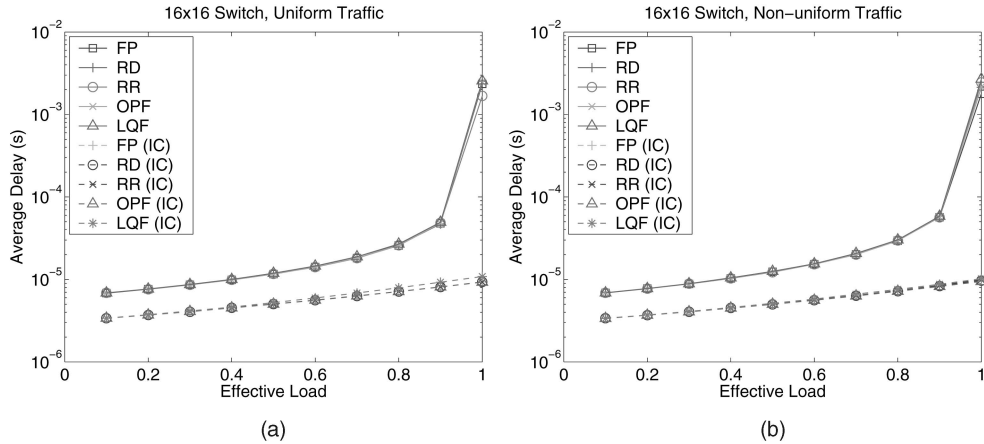 16x16 Switch, Uniform Traffic
10⁻²
10⁻³
10⁻⁴
10⁻⁵
10⁻⁶
Average Delay (s)
FP
RD
RR
OPF
LQF
FP (IC)
RD (IC)
RR (IC)
OPF (IC)
LQF (IC)
0 0.2 0.4 0.6 0.8 1
Effective Load
(a)
16x16 Switch, Non−uniform Traffic
10⁻²
10⁻³
10⁻⁴
10⁻⁵
10⁻⁶
Average Delay (s)
FP
RD
RR
OPF
LQF
FP (IC)
RD (IC)
RR (IC)
OPF (IC)
LQF (IC)
0 0.2 0.4 0.6 0.8 1
Effective Load
(b)